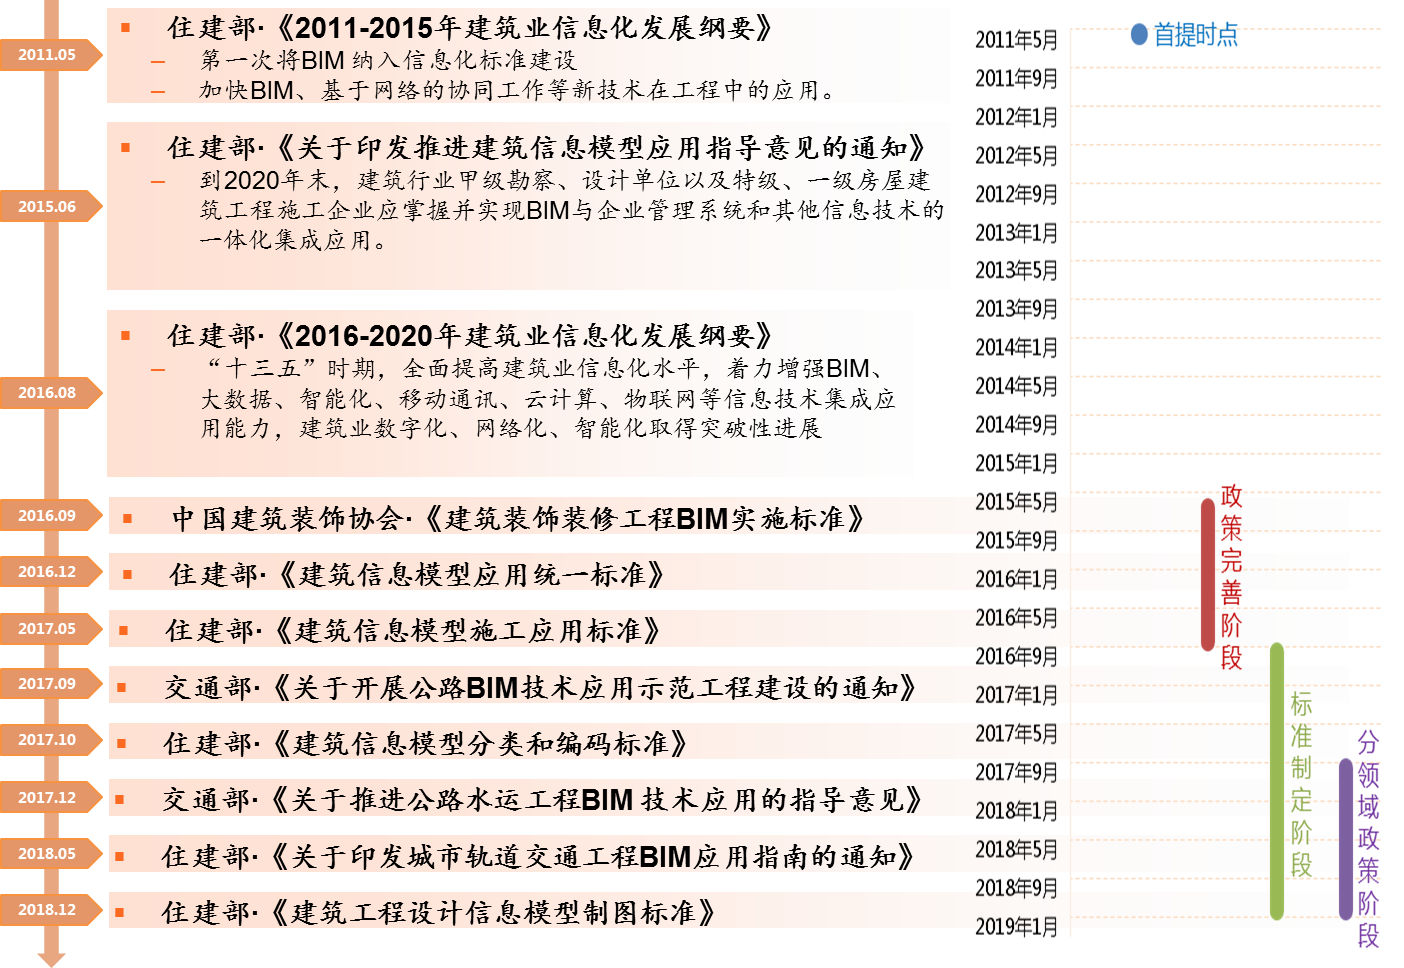 2011.05
住建部·《2011-2015年建筑业信息化发展纲要》
第一次将BIM 纳入信息化标准建设
加快BIM、基于网络的协同工作等新技术在工程中的应用。
2015.06
住建部·《关于印发推进建筑信息模型应用指导意见的通知》
到2020年末，建筑行业甲级勘察、设计单位以及特级、一级房屋建
筑工程施工企业应掌握并实现BIM与企业管理系统和其他信息技术的
一体化集成应用。
2016.08
住建部·《2016-2020年建筑业信息化发展纲要》
“十三五”时期，全面提高建筑业信息化水平，着力增强BIM、
大数据、智能化、移动通讯、云计算、物联网等信息技术集成应
用能力，建筑业数字化、网络化、智能化取得突破性进展
2016.09
中国建筑装饰协会·《建筑装饰装修工程BIM实施标准》
2016.12
住建部·《建筑信息模型应用统一标准》
2017.05
住建部·《建筑信息模型施工应用标准》
2017.09
交通部·《关于开展公路BIM技术应用示范工程建设的通知》
2017.10
住建部·《建筑信息模型分类和编码标准》
2017.12
交通部·《关于推进公路水运工程BIM 技术应用的指导意见》
2018.05
住建部·《关于印发城市轨道交通工程BIM应用指南的通知》
2018.12
住建部·《建筑工程设计信息模型制图标准》
2011年5月
2011年9月
2012年1月
2012年5月
2012年9月
2013年1月
2013年5月
2013年9月
2014年1月
2014年5月
2014年9月
2015年1月
2015年5月
2015年9月
2016年1月
2016年5月
2016年9月
2017年1月
2017年5月
2017年9月
2018年1月
2018年5月
2018年9月
2019年1月
首提时点
政策完善阶段
标准制定阶段
分领域政策阶段